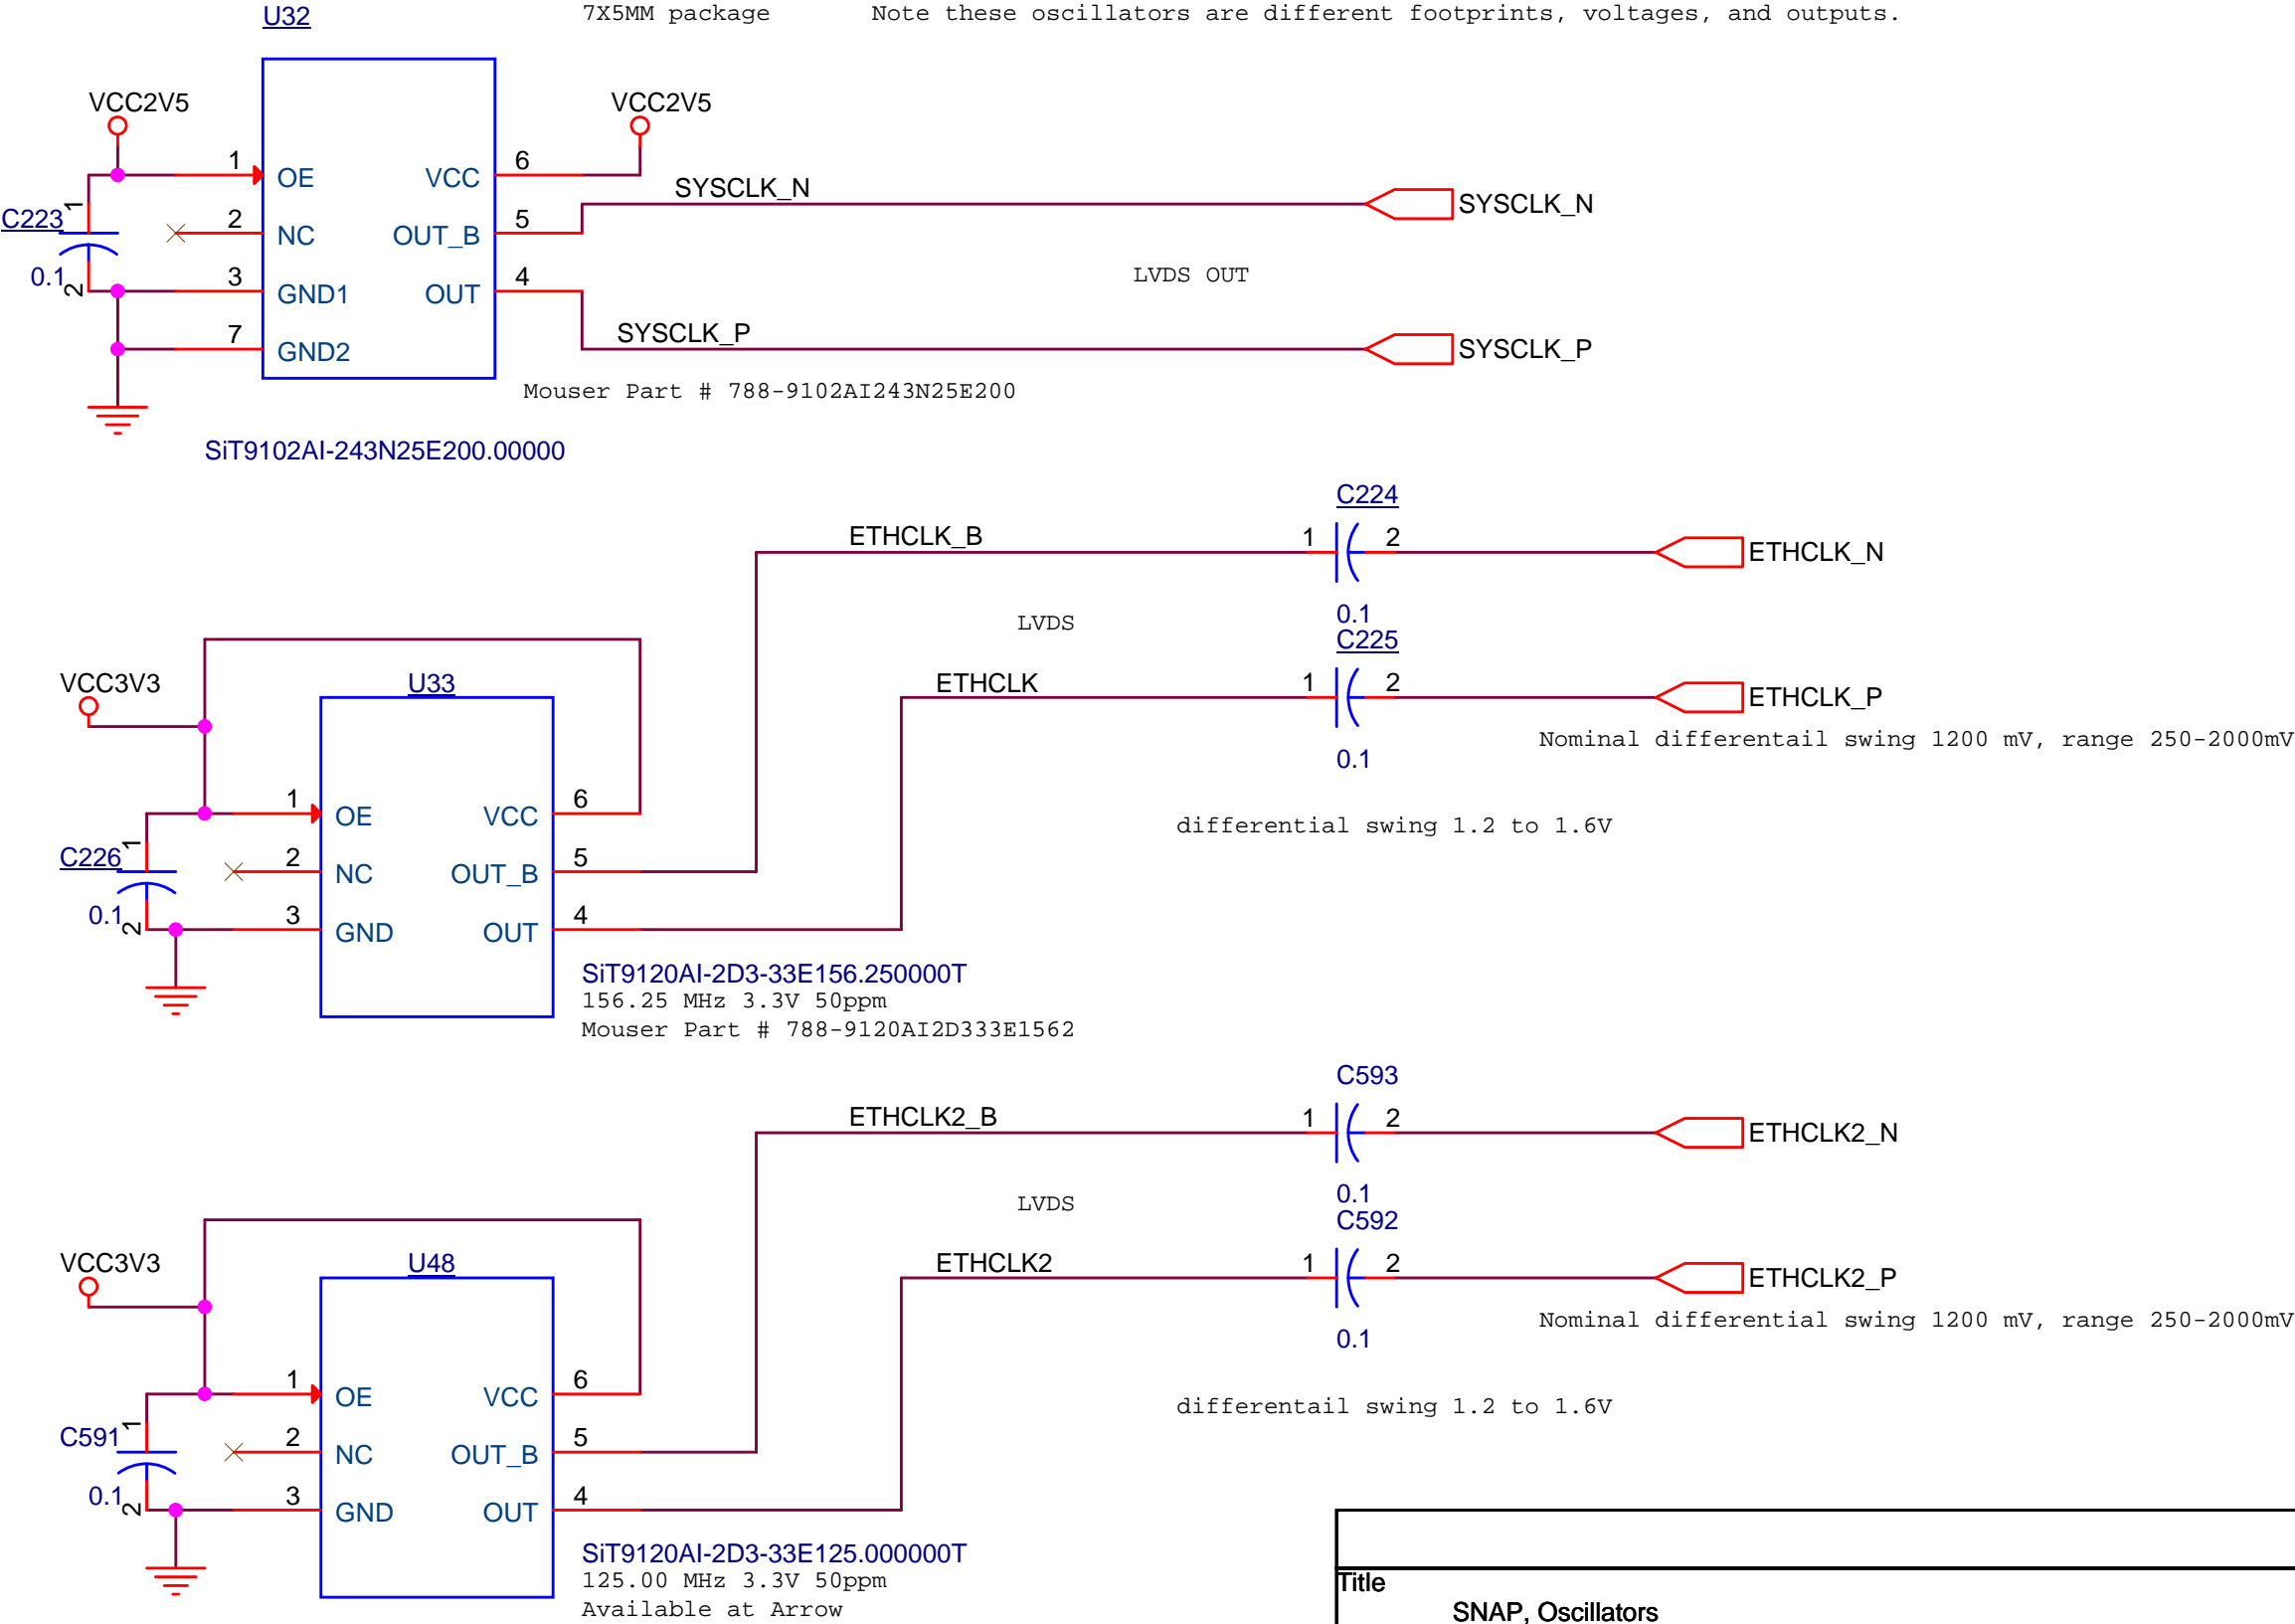 U32
7X5MM package
Note these oscillators are different footprints, voltages, and outputs.
VCC2V5
VCC2V5
1
OE
VCC
6
SYSCLK_N
SYSCLK_N
C223
1
2
NC
OUT_B
5
0.1
2
3
GND1
OUT
4
LVDS OUT
7
GND2
SYSCLK_P
SYSCLK_P
Mouser Part # 788-9102AI243N25E200
SiT9102AI-243N25E200.00000
C224
ETHCLK_B
1
2
ETHCLK_N
0.1
LVDS
C225
VCC3V3
U33
ETHCLK
1
2
ETHCLK_P
Nominal differentail swing 1200 mV, range 250-2000mV
0.1
1
OE
VCC
6
differential swing 1.2 to 1.6V
C226
1
2
NC
OUT_B
5
0.1
2
3
GND
OUT
4
SiT9120AI-2D3-33E156.250000T
156.25 MHz 3.3V 50ppm
Mouser Part # 788-9120AI2D333E1562
C593
ETHCLK2_B
1
2
ETHCLK2_N
0.1
LVDS
C592
VCC3V3
U48
ETHCLK2
1
2
ETHCLK2_P
Nominal differential swing 1200 mV, range 250-2000mV
0.1
1
OE
VCC
6
differentail swing 1.2 to 1.6V
C591
1
2
NC
OUT_B
5
0.1
2
3
GND
OUT
4
SiT9120AI-2D3-33E125.000000T
125.00 MHz 3.3V 50ppm
Available at Arrow
Title
SNAP, Oscillators